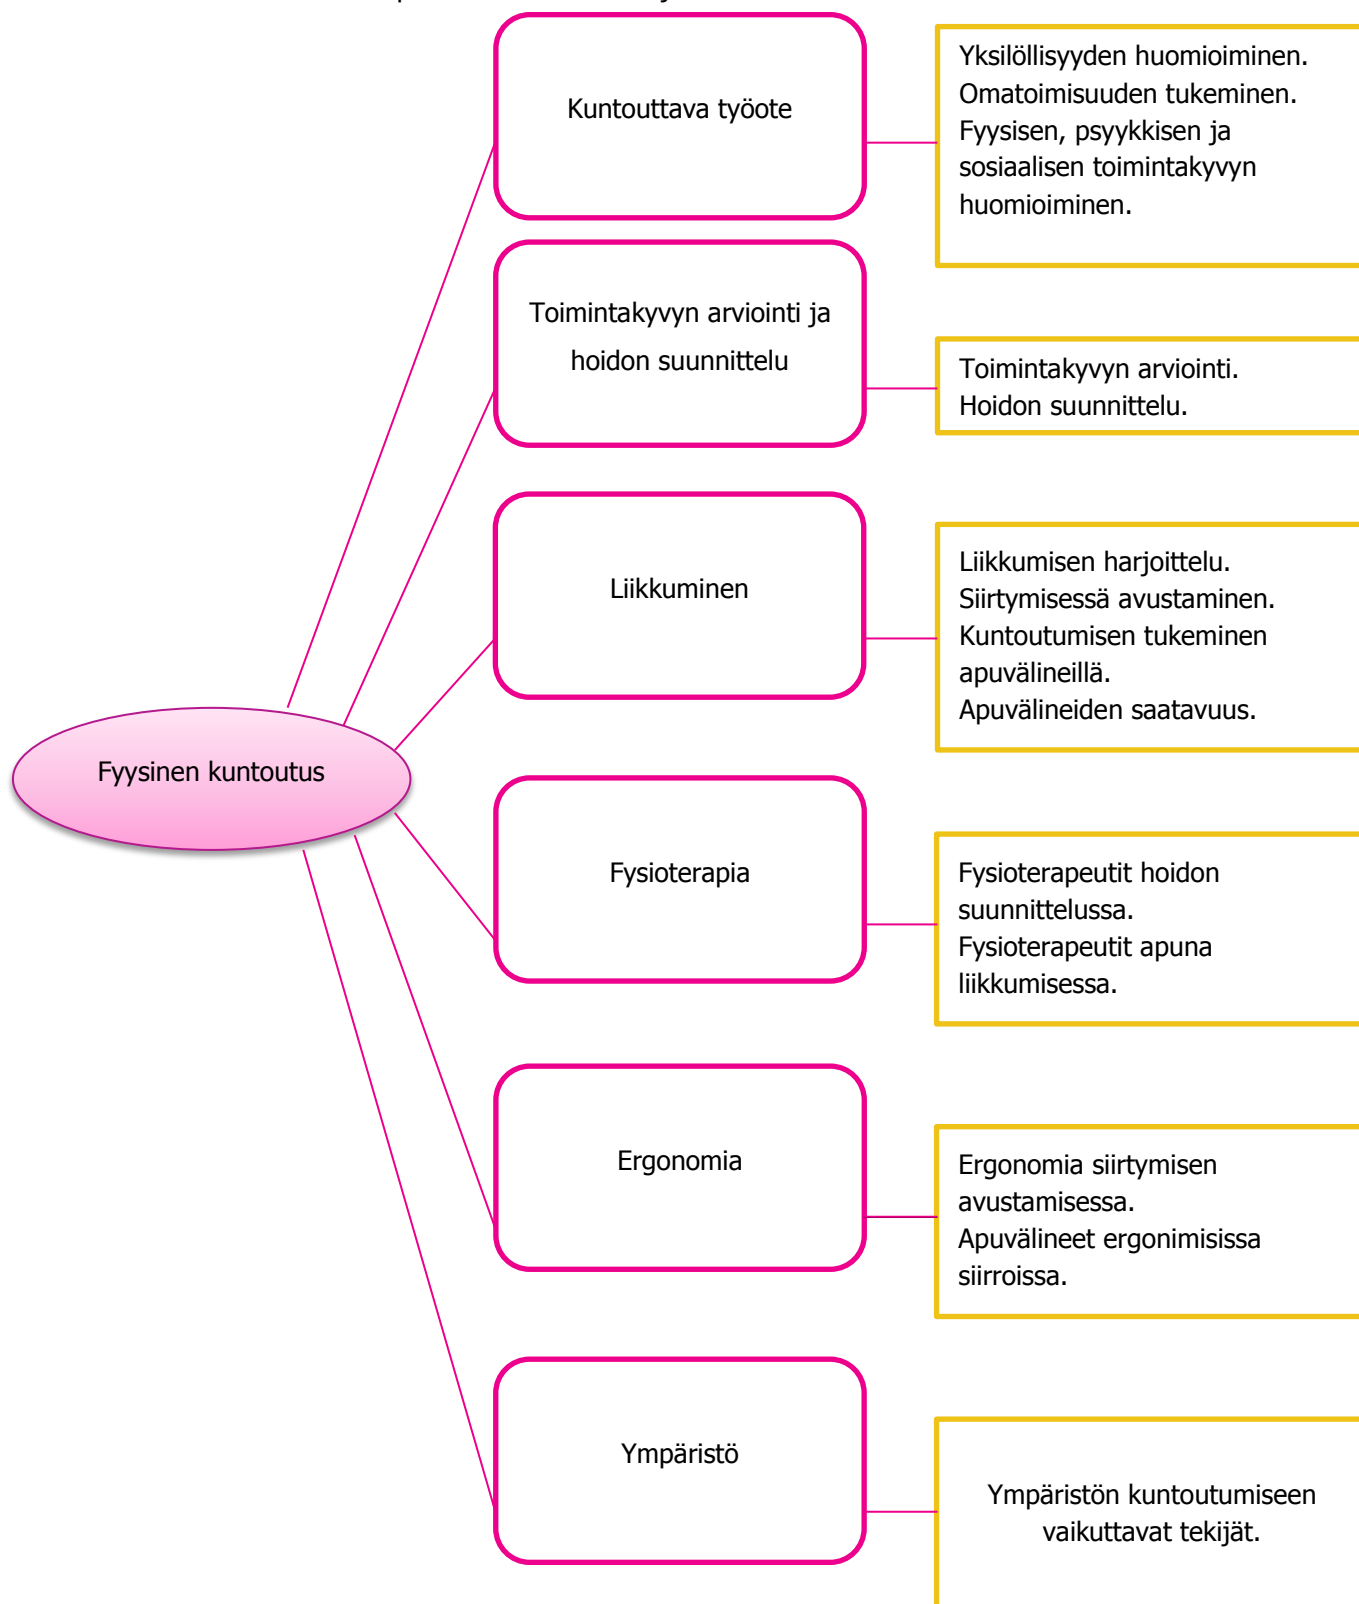 Kuntouttava työote
Yksilöllisyyden huomioiminen.
Omatoimisuuden tukeminen.
Fyysisen, psyykkisen ja
sosiaalisen toimintakyvyn
huomioiminen.
Toimintakyvyn arviointi ja
hoidon suunnittelu
Toimintakyvyn arviointi.
Hoidon suunnittelu.
Liikkuminen
Liikkumisen harjoittelu.
Siirtymisessä avustaminen.
Kuntoutumisen tukeminen
apuvälineillä.
Apuvälineiden saatavuus.
Fyysinen kuntoutus
Fysioterapia
Fysioterapeutit hoidon
suunnittelussa.
Fysioterapeutit apuna
liikkumisessa.
Ergonomia
Ergonomia siirtymisen
avustamisessa.
Apuvälineet ergonimisissa
siirroissa.
Ympäristö
Ympäristön kuntoutumiseen
vaikuttavat tekijät.